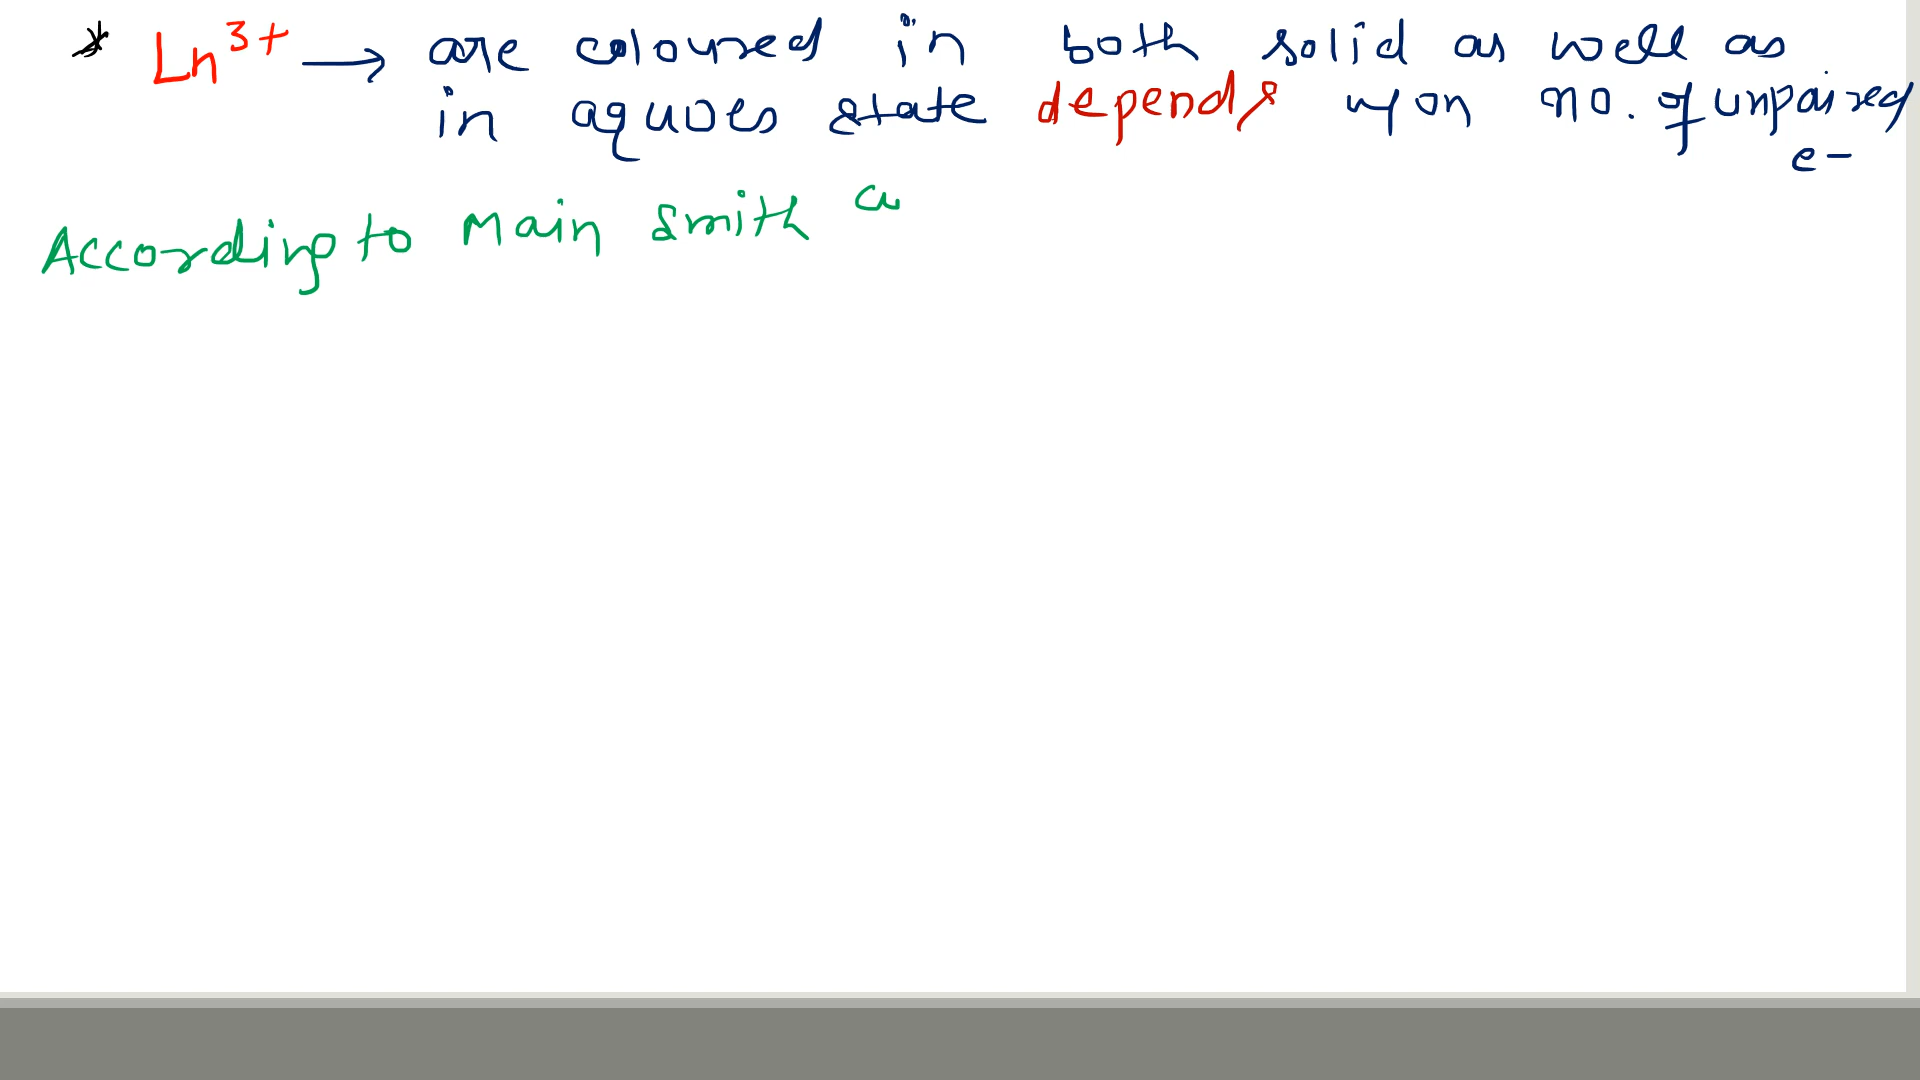 * Ln3+ → are coloured in both solid as well as
in aquoes state depends upon no. of unpaired
e-
According to Main Smith